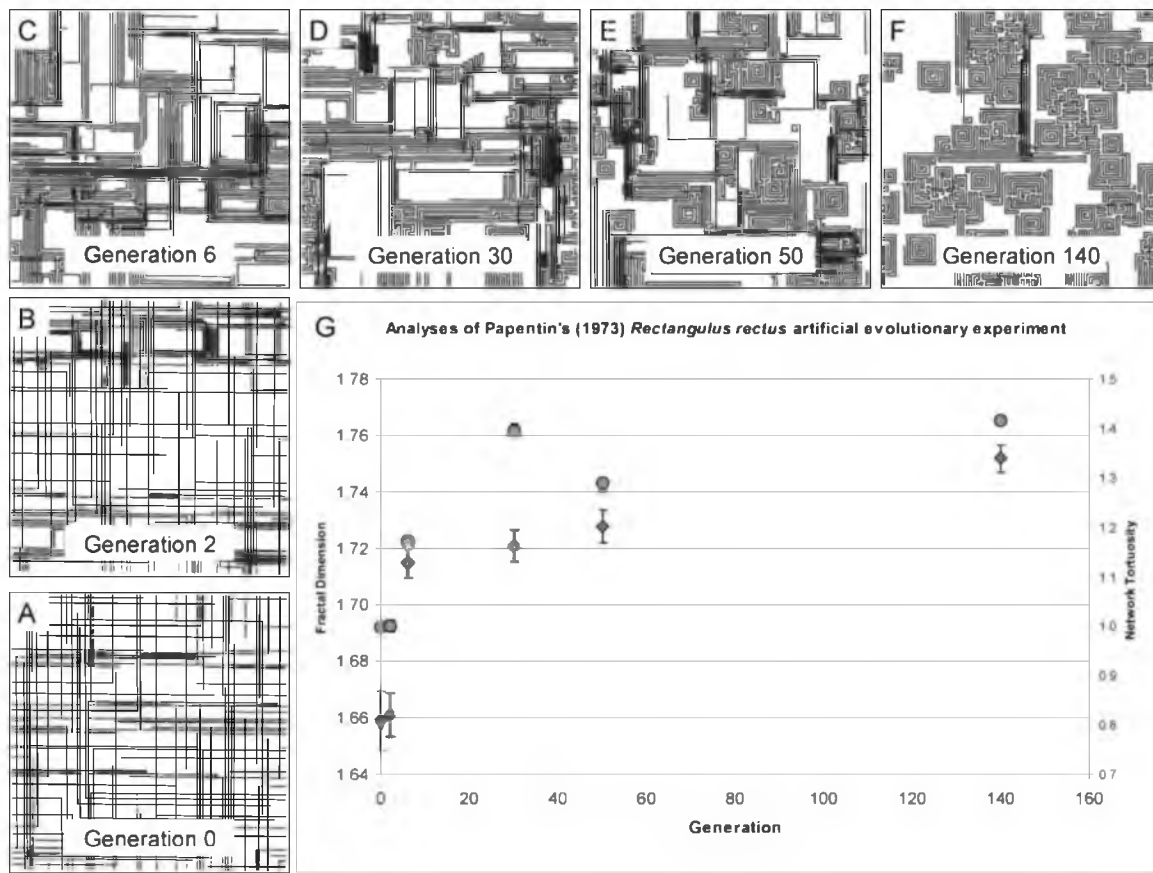 C
D
E
F
Generation 6
Generation 30
Generation 50
Generation 140
B
Generation 2
A
Generation 0
G
Analyses of Papentin's (1973) Rectangulus rectus artificial evolutionary experiment
1.78
1.76
1.74
1.72
1.70
1.68
1.66
1.64
Fractal Dimension
1.5
1.4
1.3
1.2
1.1
1.0
0.9
0.8
0.7
Network Tortuosity
0 20 40 60 80 100 120 140 160
Generation